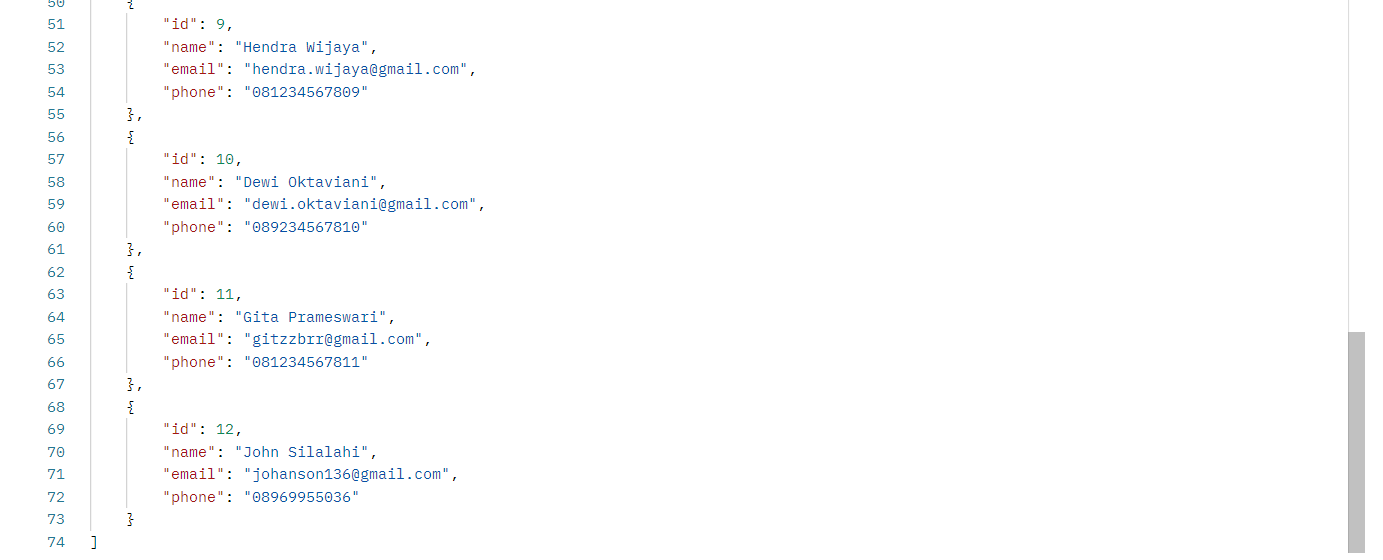 50 {
51 "id": 9,
52 "name": "Hendra Wijaya",
53 "email": "hendra.wijaya@gmail.com",
54 "phone": "081234567809"
55 },
56 {
57 "id": 10,
58 "name": "Dewi Oktaviani",
59 "email": "dewi.oktaviani@gmail.com",
60 "phone": "089234567810"
61 },
62 {
63 "id": 11,
64 "name": "Gita Prameswari",
65 "email": "gitzzbrr@gmail.com",
66 "phone": "081234567811"
67 },
68 {
69 "id": 12,
70 "name": "John Silalahi",
71 "email": "johanson136@gmail.com",
72 "phone": "08969955036"
73 }
74 ]